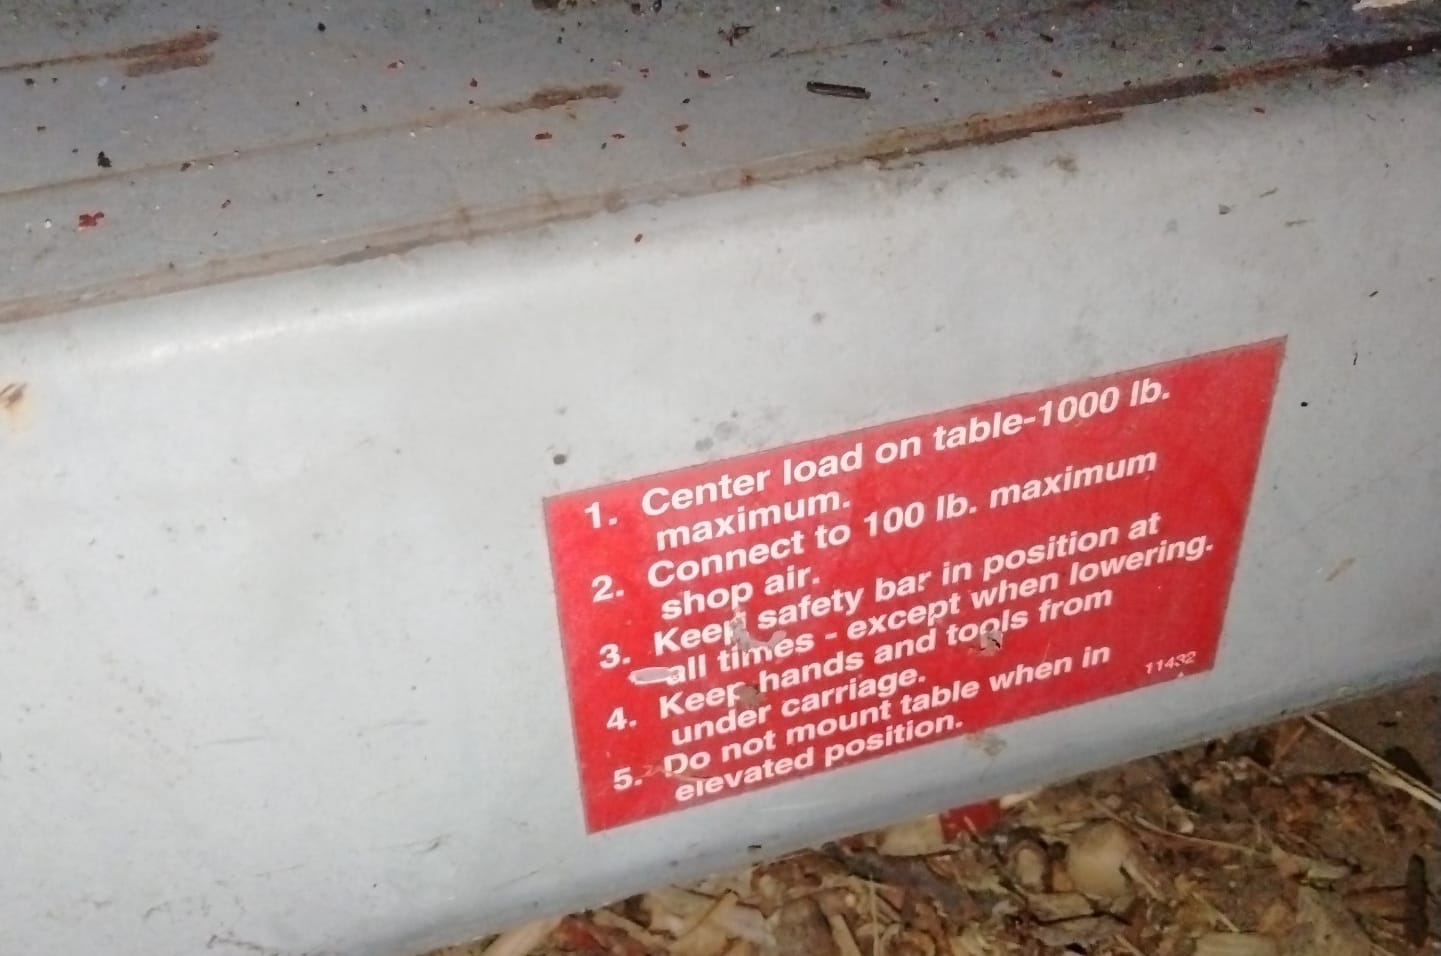 1. Center load on table-1000 lb.
maximum.
2. Connect to 100 lb. maximum
shop air.
3. Keep safety bar in position at
all times - except when lowering.
4. Keep hands and tools from
under carriage.
5. Do not mount table when in
elevated position.
11432